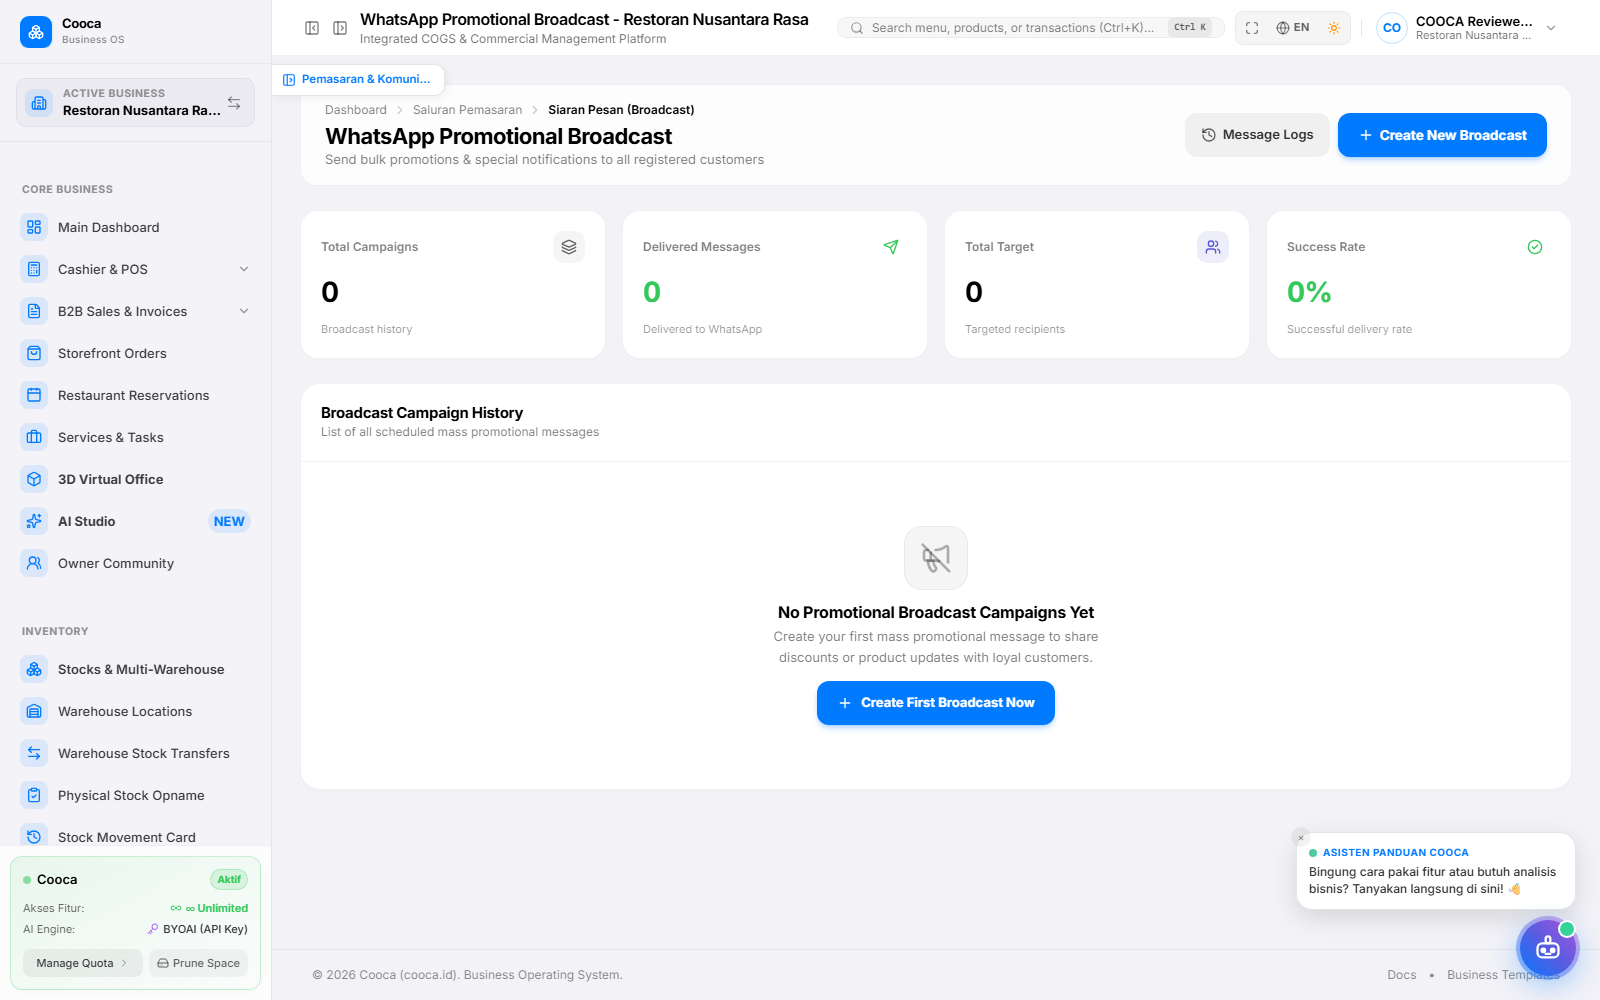 Cooca
Business OS
ACTIVE BUSINESS
Restoran Nusantara Ra...
CORE BUSINESS
Main Dashboard
Cashier & POS
B2B Sales & Invoices
Storefront Orders
Restaurant Reservations
Services & Tasks
3D Virtual Office
AI Studio NEW
Owner Community
INVENTORY
Stocks & Multi-Warehouse
Warehouse Locations
Warehouse Stock Transfers
Physical Stock Opname
Stock Movement Card
Cooca Aktif
Akses Fitur: ∞ Unlimited
AI Engine: BYOAI (API Key)
Manage Quota
Prune Space
WhatsApp Promotional Broadcast - Restoran Nusantara Rasa
Integrated COGS & Commercial Management Platform
Search menu, products, or transactions (Ctrl+K)... Ctrl K
EN
CO
COOCA Reviewe...
Restoran Nusantara ...
Pemasaran & Komuni...
Dashboard > Saluran Pemasaran > Siaran Pesan (Broadcast)
WhatsApp Promotional Broadcast
Send bulk promotions & special notifications to all registered customers
Message Logs
+ Create New Broadcast
Total Campaigns
0
Broadcast history
Delivered Messages
0
Delivered to WhatsApp
Total Target
0
Targeted recipients
Success Rate
0%
Successful delivery rate
Broadcast Campaign History
List of all scheduled mass promotional messages
No Promotional Broadcast Campaigns Yet
Create your first mass promotional message to share
discounts or product updates with loyal customers.
+ Create First Broadcast Now
ASISTEN PANDUAN COOCA
Bingung cara pakai fitur atau butuh analisis
bisnis? Tanyakan langsung di sini! 👋
© 2026 Cooca (cooca.id). Business Operating System.
Docs • Business Templates